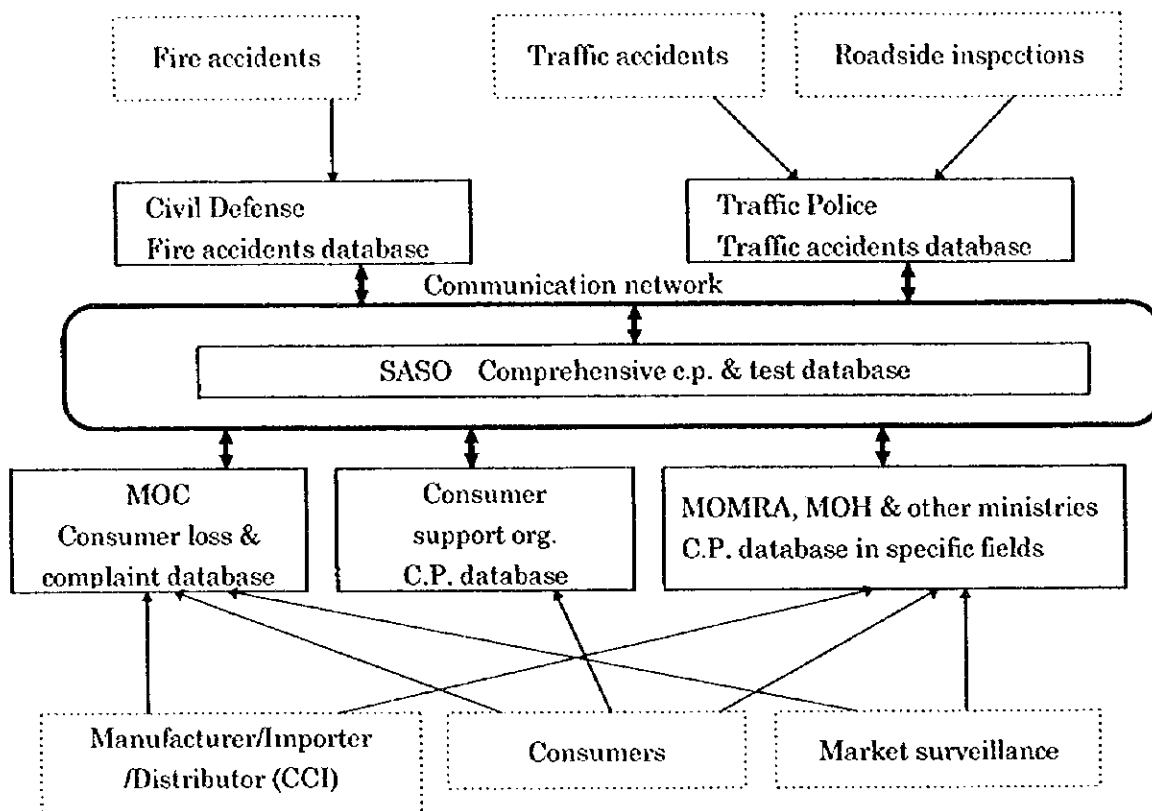 Fire accidents
Traffic accidents
Roadside inspections
Civil Defense
Fire accidents database
Traffic Police
Traffic accidents database
Communication network
SASO Comprehensive c.p. & test database
MOC
Consumer loss &
complaint database
Consumer
support org.
C.P. database
MOMRA, MOH & other ministries
C.P. database in specific fields
Manufacturer/Importer
/Distributor (CCI)
Consumers
Market surveillance